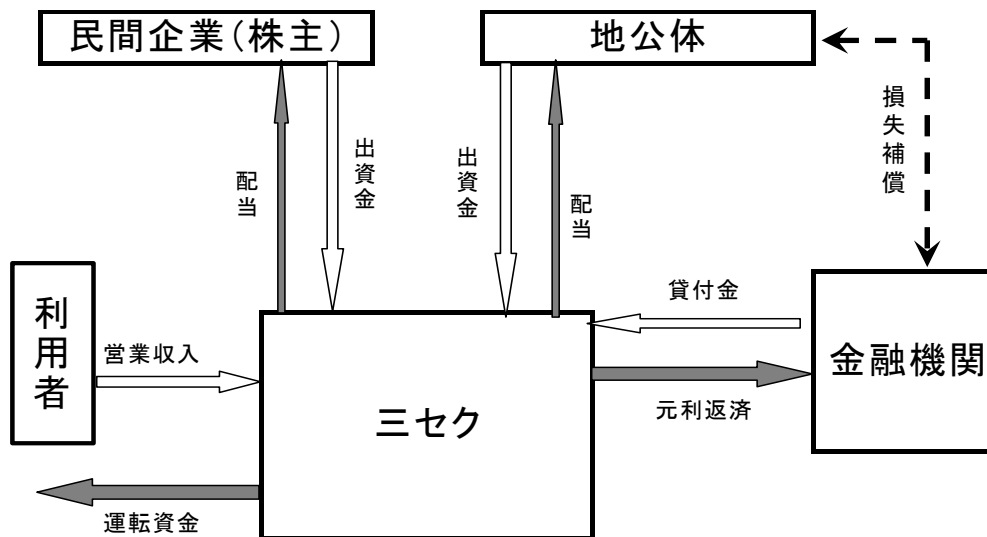 民間企業(株主)
地公体
損失補償
出資金
配当
出資金
配当
貸付金
利用者
営業収入
金融機関
三セク
元利返済
運転資金